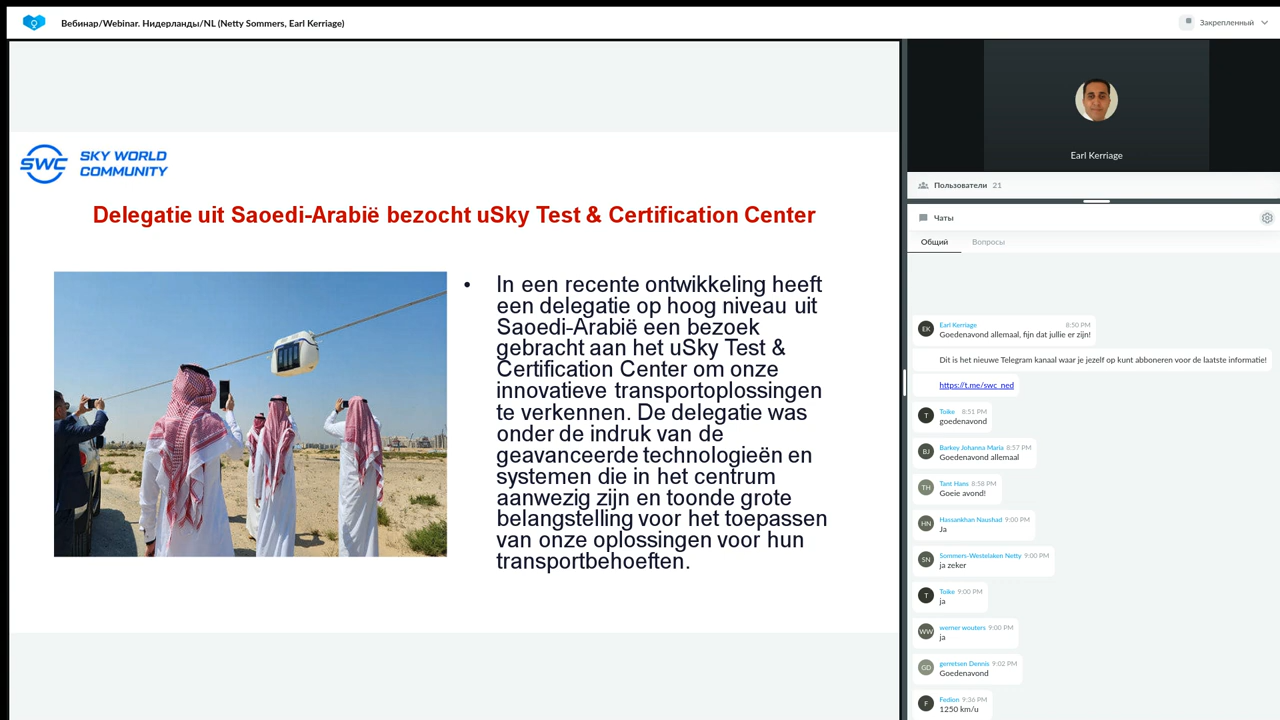 Вебинар/Webinar. Нидерланды/NL (Netty Sommers, Earl Kerriage)
Закрепленный
SWC SKY WORLD
COMMUNITY
Delegatie uit Saoedi-Arabië bezocht uSky Test & Certification Center
• In een recente ontwikkeling heeft
een delegatie op hoog niveau uit
Saoedi-Arabië een bezoek
gebracht aan het uSky Test &
Certification Center om onze
innovatieve transportoplossingen
te verkennen. De delegatie was
onder de indruk van de
geavanceerde technologieën en
systemen die in het centrum
aanwezig zijn en toonde grote
belangstelling voor het toepassen
van onze oplossingen voor hun
transportbehoeften.
Earl Kerriage
Пользователи 21
Чаты
Общий Вопросы
EK Earl Kerriage 8:50 PM
Goedenavond allemaal, fijn dat jullie er zijn!
Dit is het nieuwe Telegram kanaal waar je jezelf op kunt abboneren voor de laatste informatie!
https://t.me/swc_ned
T Toike 8:51 PM
goedenavond
BJ Barkey Johanna Maria 8:57 PM
Goedenavond allemaal
TH Tant Hans 8:58 PM
Goeie avond!
HN Hassankhan Naushad 9:00 PM
Ja
SN Sommers-Westelaken Netty 9:00 PM
ja zeker
T Toike 9:00 PM
ja
WW werner wouters 9:00 PM
ja
GD gerretsen Dennis 9:02 PM
Goedenavond
F Fedion 9:36 PM
1250 km/u